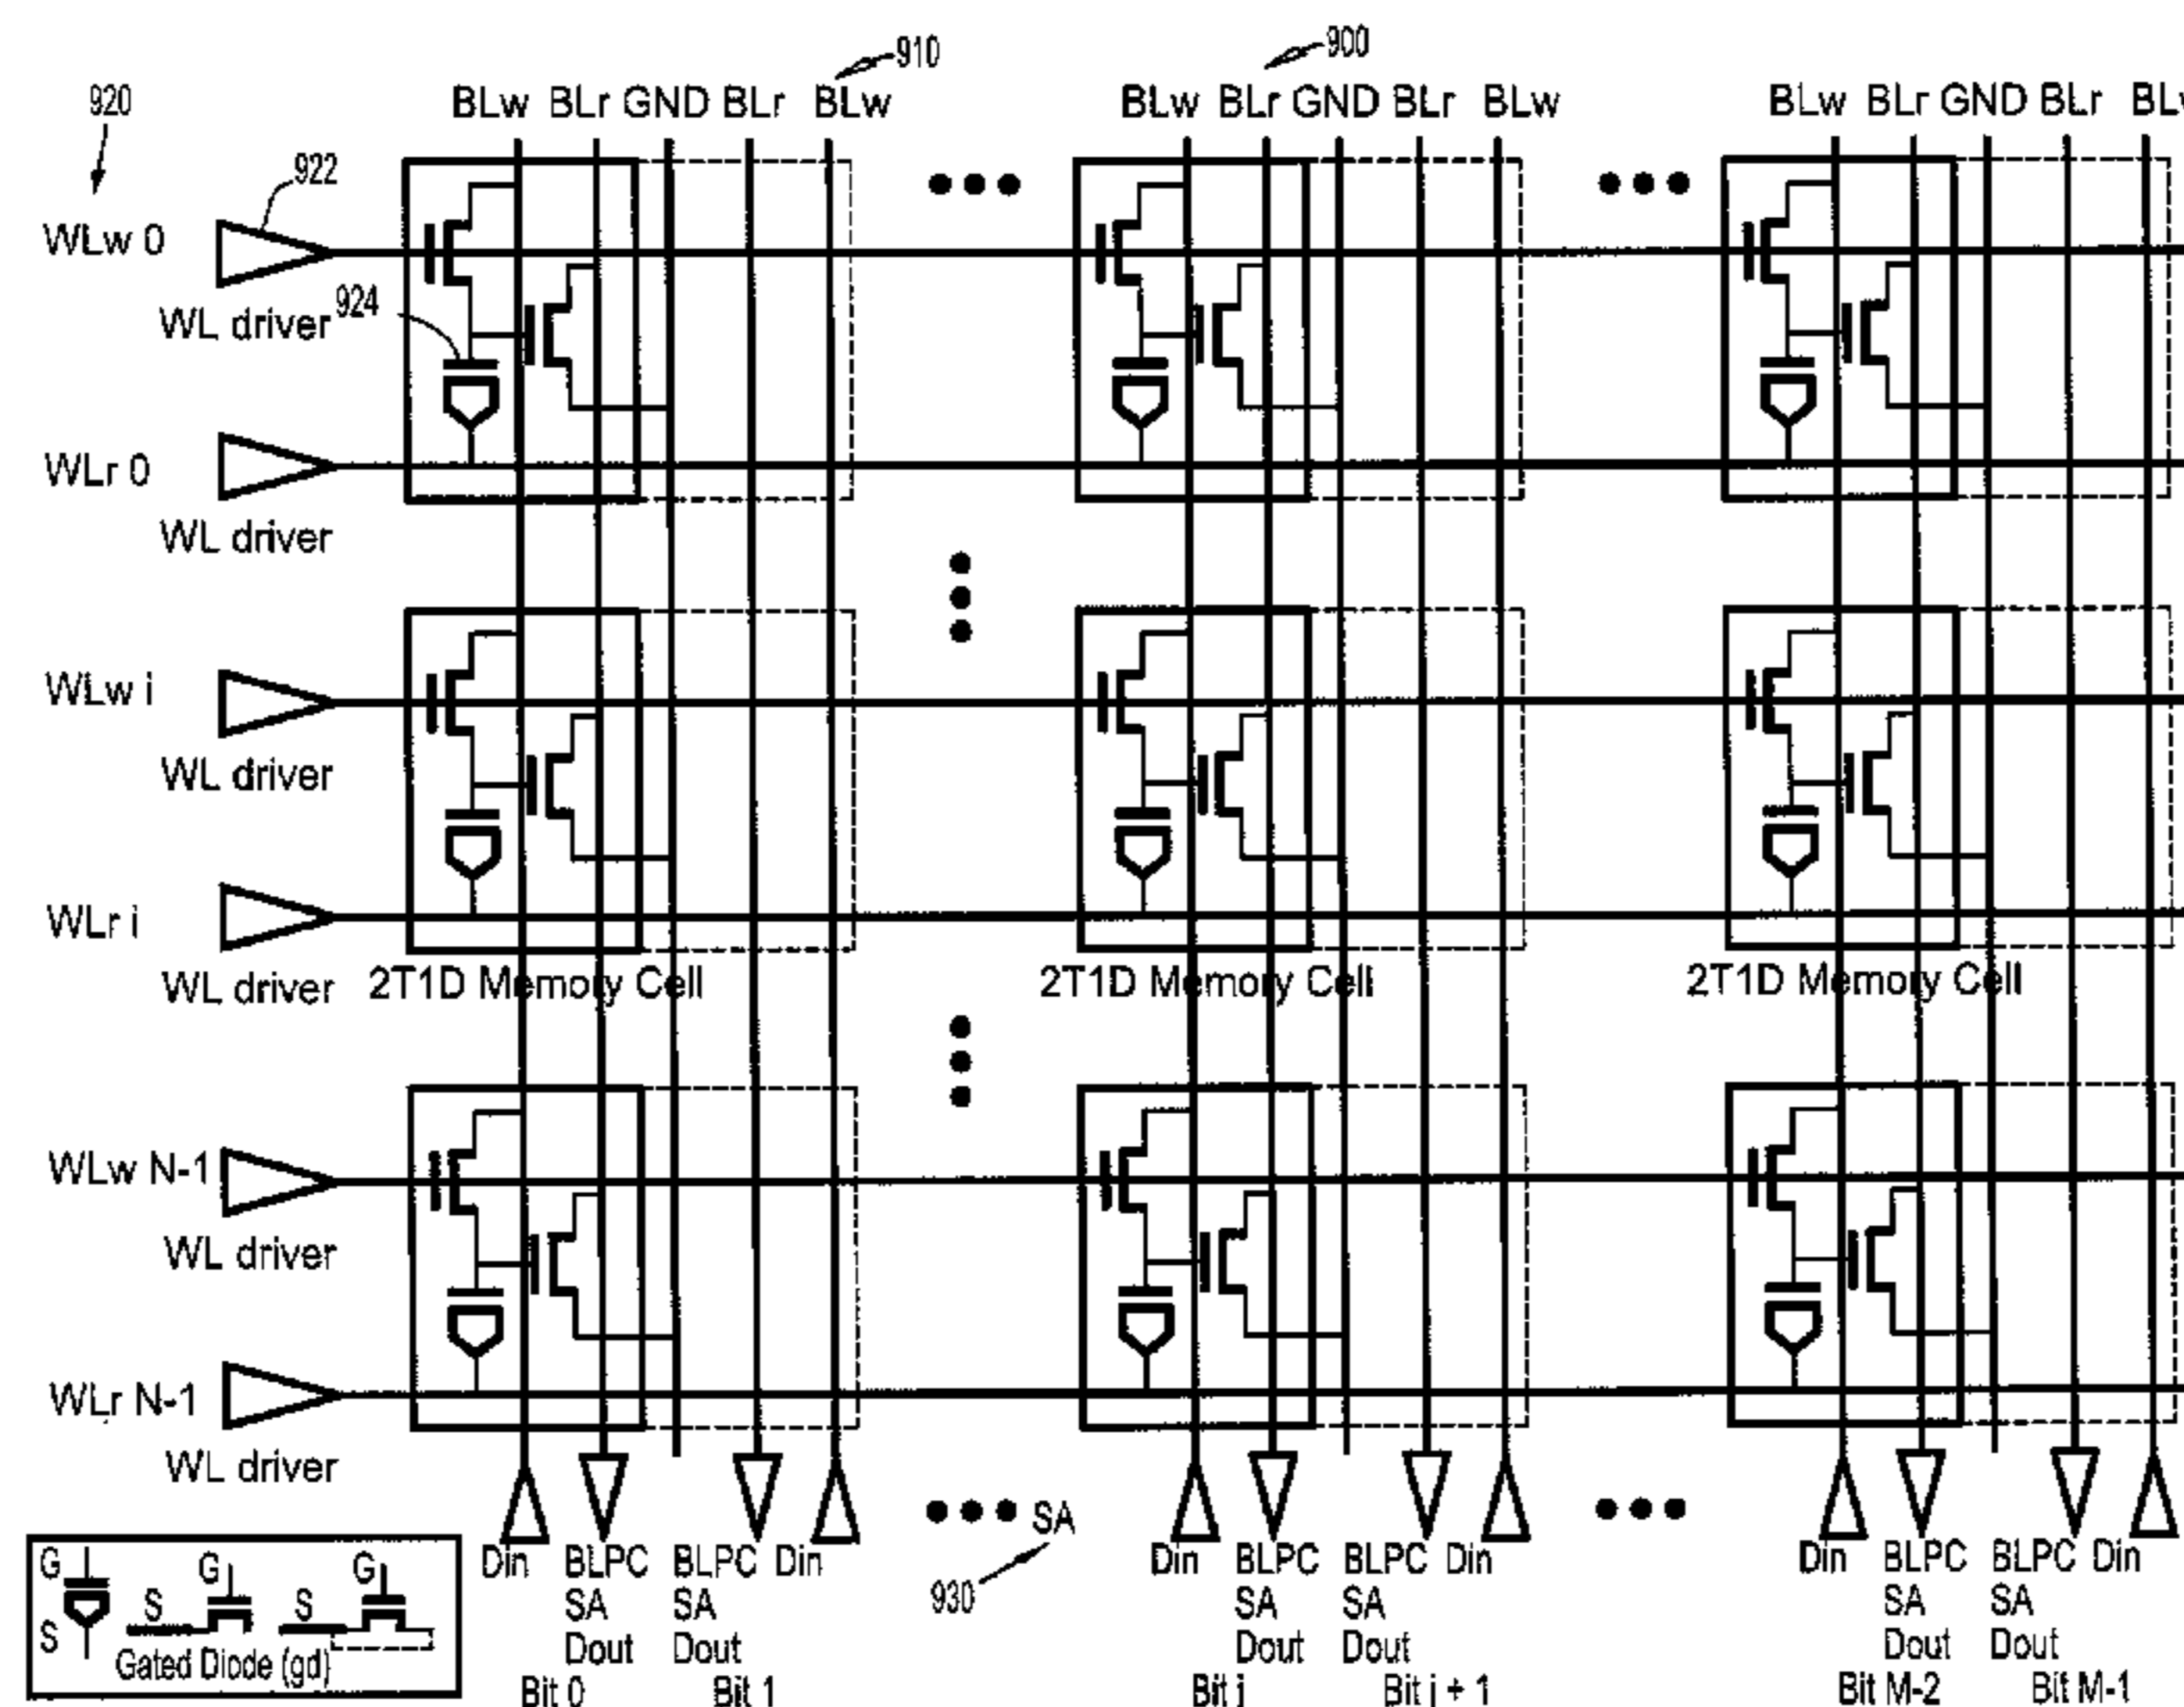 910
900
920
BLw BLr GND BLr BLw
BLw BLr GND BLr BLw
BLw BLr GND BLr BLw
922
WLw 0
WL driver
924
WLr 0
WL driver
WLw i
WL driver
WLr i
WL driver
2T1D Memory Cell
2T1D Memory Cell
2T1D Memory Cell
WLw N-1
WL driver
WLr N-1
WL driver
SA
930
G
S
G
S
G
S
Gated Diode (gd)
Din BLPC BLPC Din
SA SA
Dout Dout
Bit 0 Bit 1
Din BLPC BLPC Din
SA SA
Dout Dout
Bit j Bit j + 1
Din BLPC BLPC Din
SA SA
Dout Dout
Bit M-2 Bit M-1